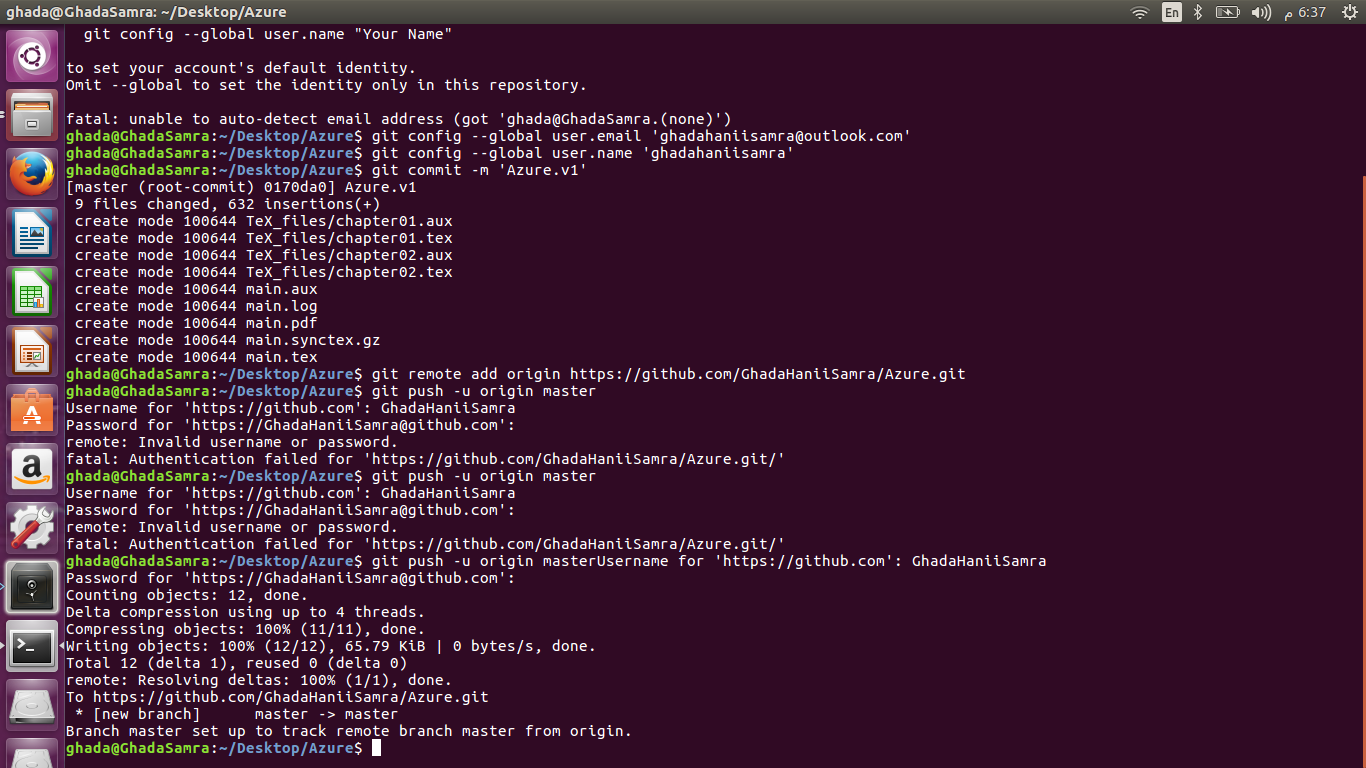 ghada@GhadaSamra: ~/Desktop/Azure
En
6:37 م
  git config --global user.name "Your Name"
to set your account's default identity.
Omit --global to set the identity only in this repository.
fatal: unable to auto-detect email address (got 'ghada@GhadaSamra.(none)')
ghada@GhadaSamra:~/Desktop/Azure$ git config --global user.email 'ghadahaniisamra@outlook.com'
ghada@GhadaSamra:~/Desktop/Azure$ git config --global user.name 'ghadahaniisamra'
ghada@GhadaSamra:~/Desktop/Azure$ git commit -m 'Azure.v1'
[master (root-commit) 0170da0] Azure.v1
 9 files changed, 632 insertions(+)
 create mode 100644 TeX_files/chapter01.aux
 create mode 100644 TeX_files/chapter01.tex
 create mode 100644 TeX_files/chapter02.aux
 create mode 100644 TeX_files/chapter02.tex
 create mode 100644 main.aux
 create mode 100644 main.log
 create mode 100644 main.pdf
 create mode 100644 main.synctex.gz
 create mode 100644 main.tex
ghada@GhadaSamra:~/Desktop/Azure$ git remote add origin https://github.com/GhadaHaniiSamra/Azure.git
ghada@GhadaSamra:~/Desktop/Azure$ git push -u origin master
Username for 'https://github.com': GhadaHaniiSamra
Password for 'https://GhadaHaniiSamra@github.com':
remote: Invalid username or password.
fatal: Authentication failed for 'https://github.com/GhadaHaniiSamra/Azure.git/'
ghada@GhadaSamra:~/Desktop/Azure$ git push -u origin master
Username for 'https://github.com': GhadaHaniiSamra
Password for 'https://GhadaHaniiSamra@github.com':
remote: Invalid username or password.
fatal: Authentication failed for 'https://github.com/GhadaHaniiSamra/Azure.git/'
ghada@GhadaSamra:~/Desktop/Azure$ git push -u origin masterUsername for 'https://github.com': GhadaHaniiSamra
Password for 'https://GhadaHaniiSamra@github.com':
Counting objects: 12, done.
Delta compression using up to 4 threads.
Compressing objects: 100% (11/11), done.
Writing objects: 100% (12/12), 65.79 KiB | 0 bytes/s, done.
Total 12 (delta 1), reused 0 (delta 0)
remote: Resolving deltas: 100% (1/1), done.
To https://github.com/GhadaHaniiSamra/Azure.git
 * [new branch]      master -> master
Branch master set up to track remote branch master from origin.
ghada@GhadaSamra:~/Desktop/Azure$